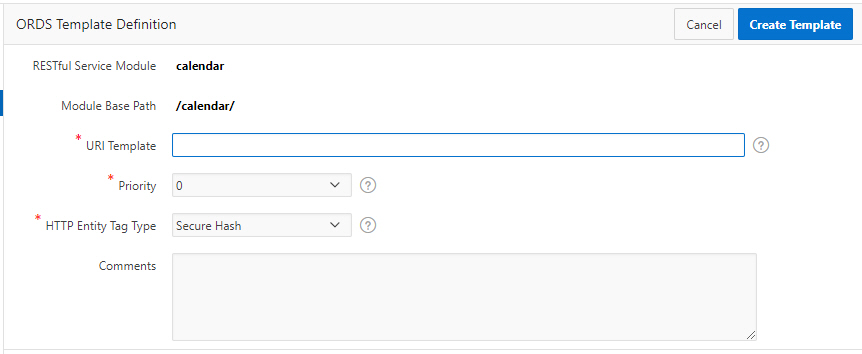 ORDS Template Definition
Cancel
Create Template
RESTful Service Module calendar
Module Base Path /calendar/
* URI Template ?
* Priority 0 ?
* HTTP Entity Tag Type Secure Hash ?
Comments